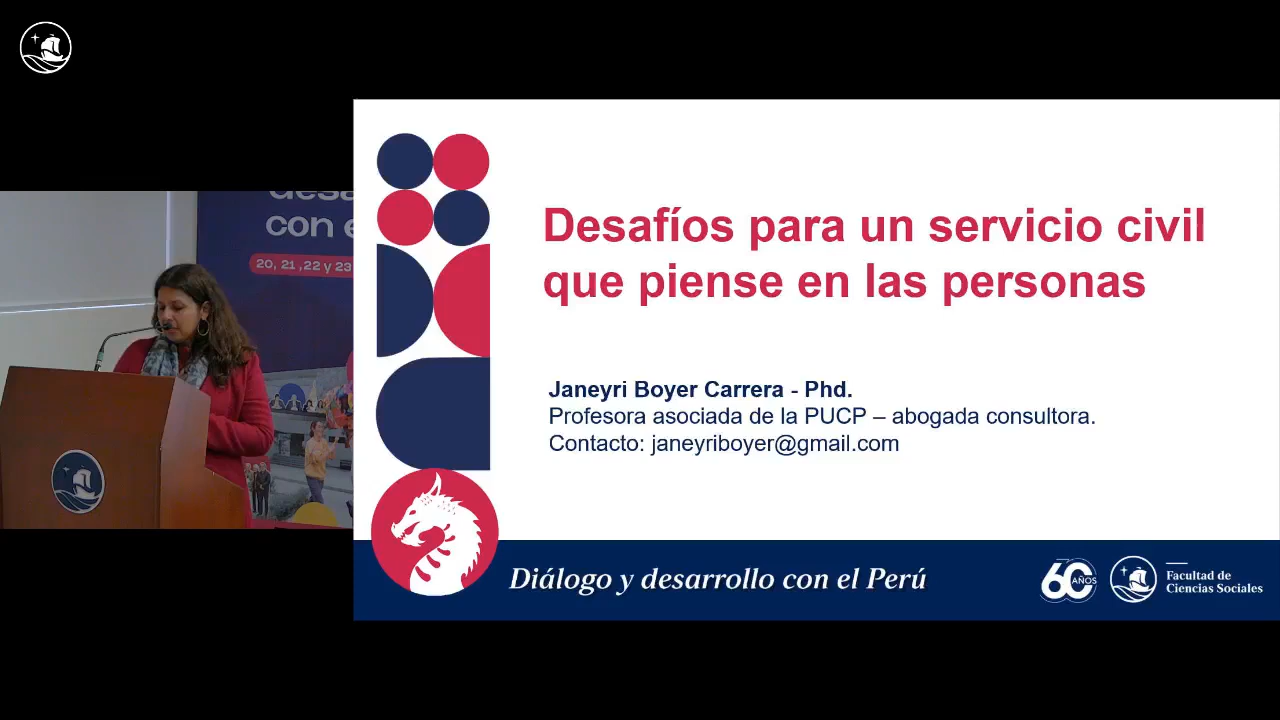 con e
20, 21 ,22 y 23
Desafíos para un servicio civil
que piense en las personas
Janeyri Boyer Carrera - Phd.
Profesora asociada de la PUCP – abogada consultora.
Contacto: janeyriboyer@gmail.com
Diálogo y desarrollo con el Perú
60 AÑOS
Facultad de
Ciencias Sociales